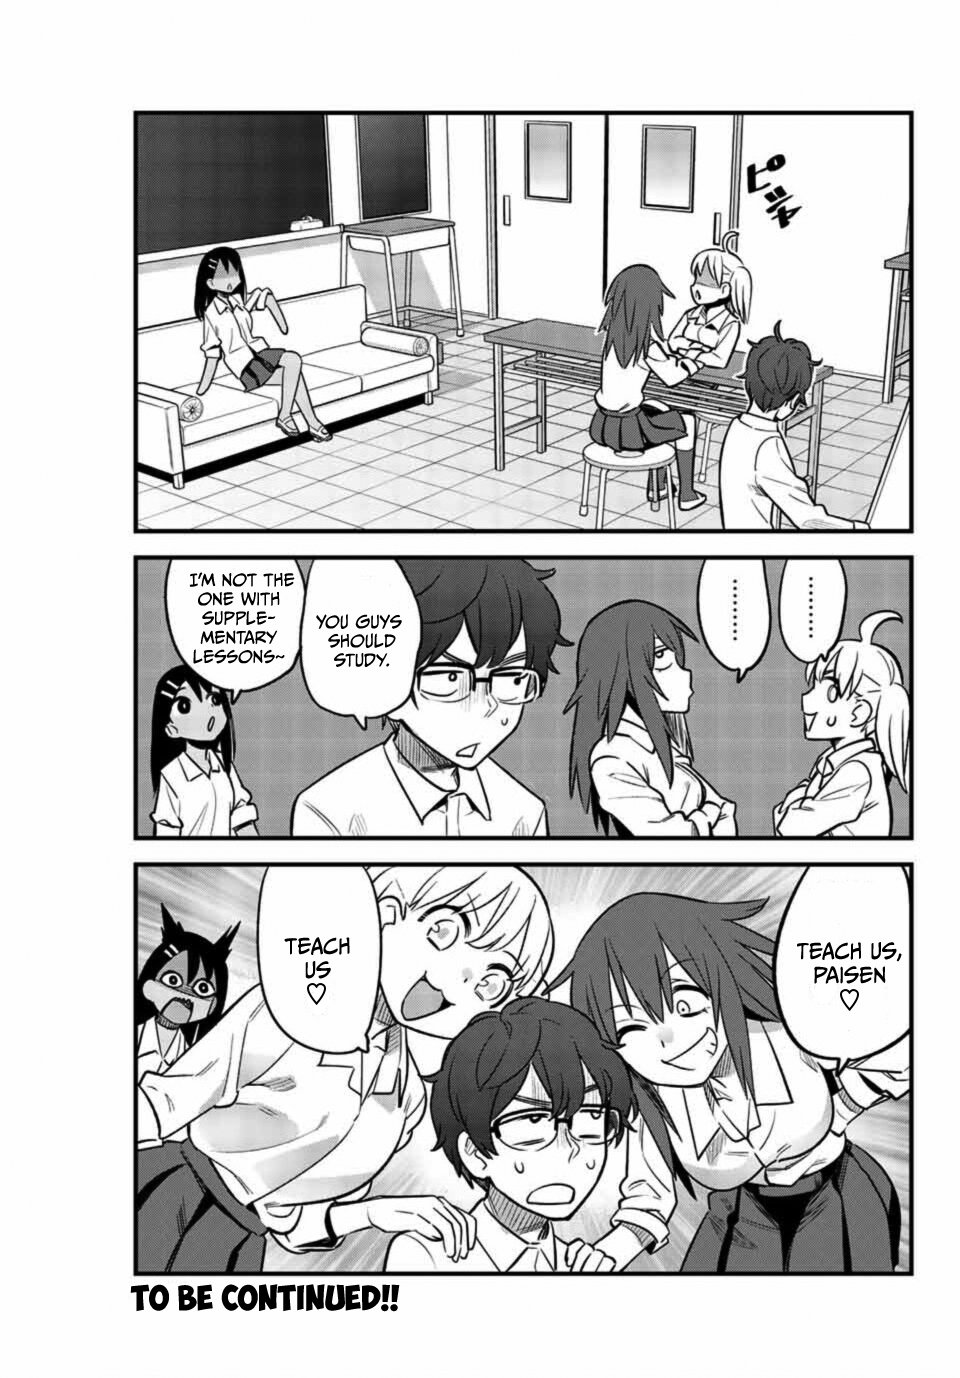 ピシャ
………
………
YOU GUYS
SHOULD
STUDY.
I'M NOT THE
ONE WITH
SUPPLE-
MENTARY
LESSONS~
TEACH US,
PAISEN
♡
TEACH
US
♡
TO BE CONTINUED!!